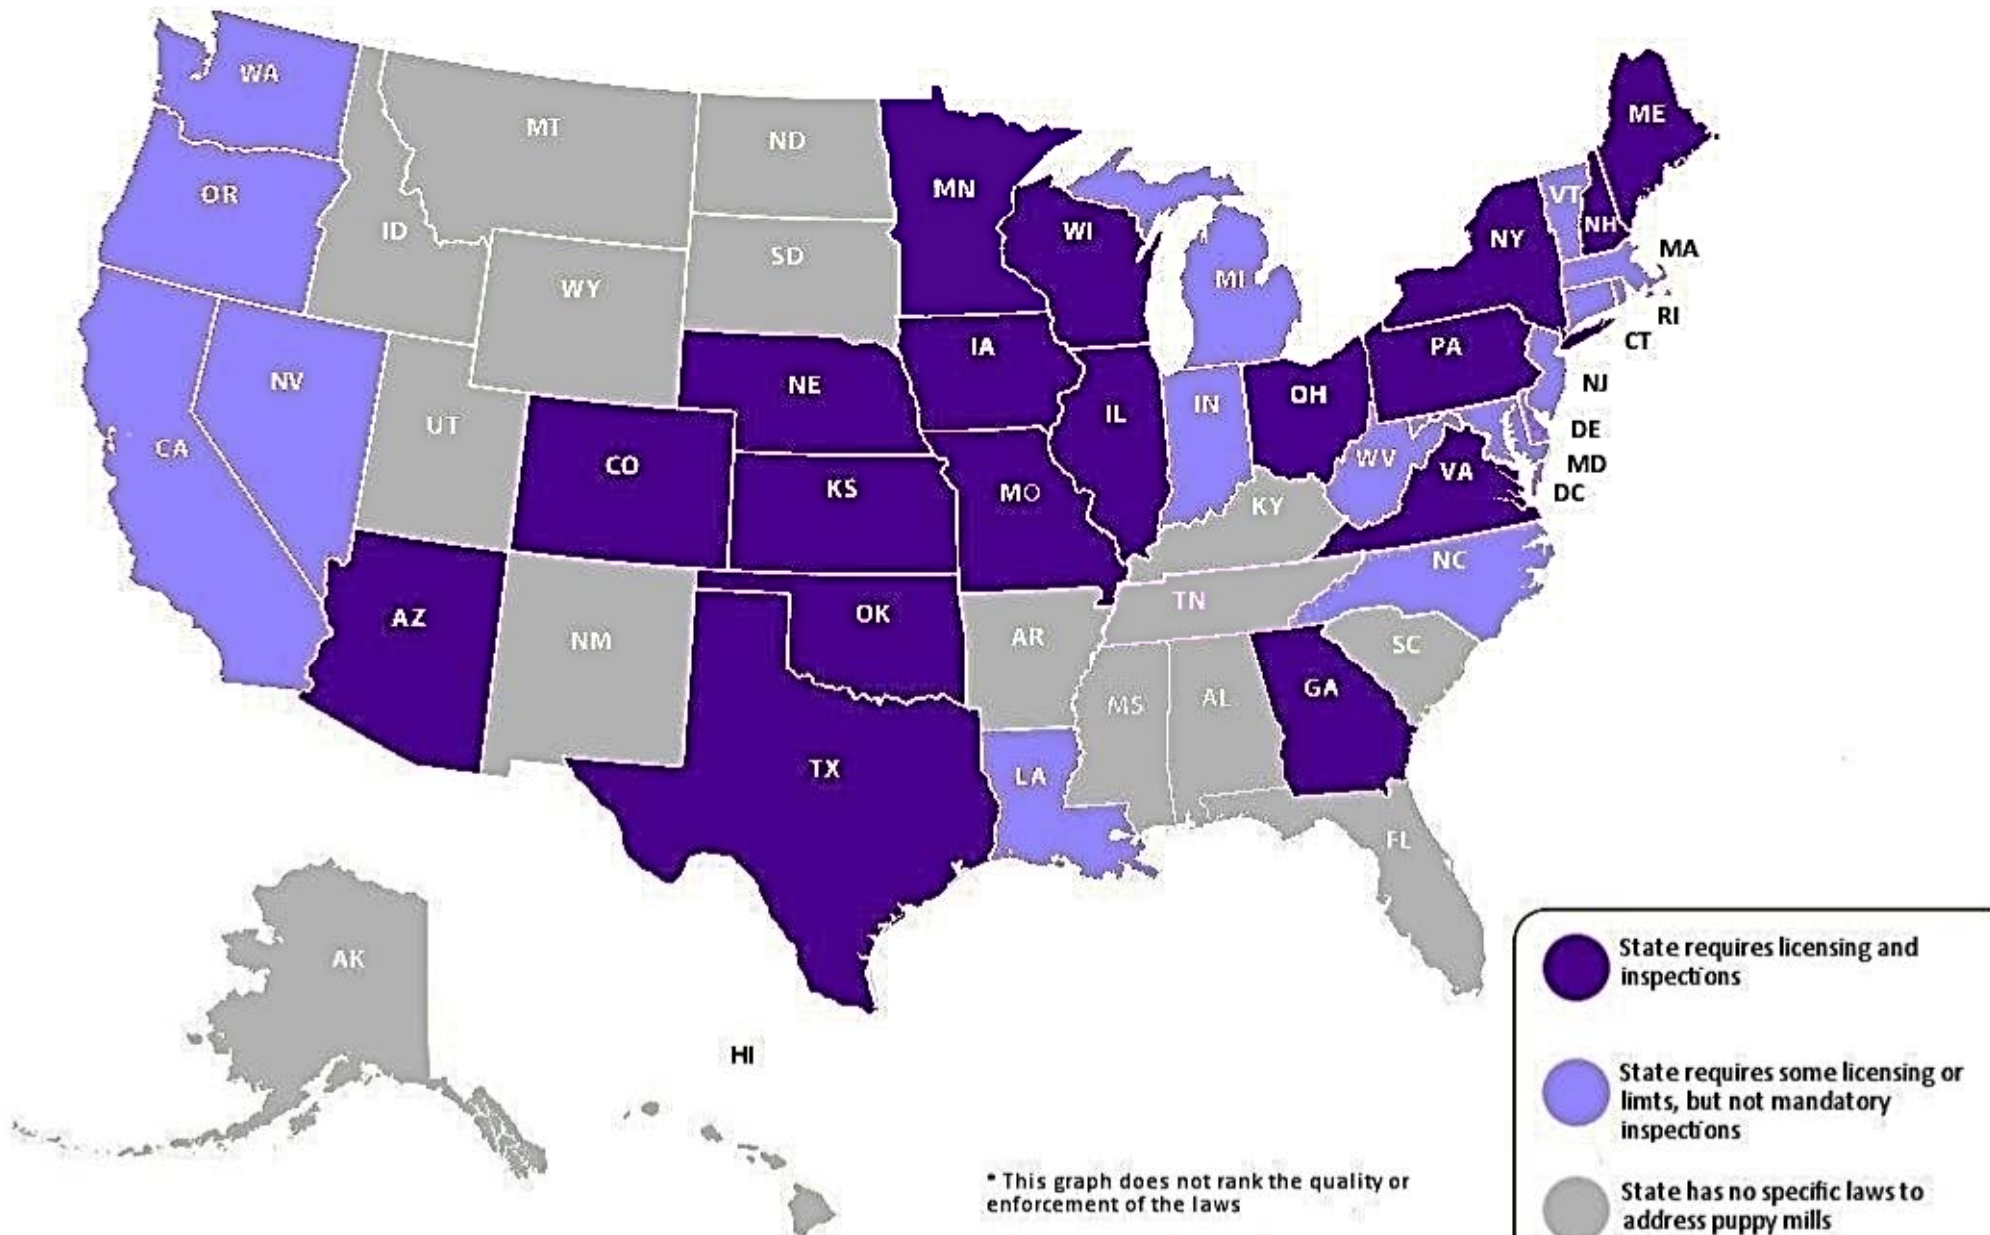 WA
MT
ND
MN
ME
OR
ID
WY
SD
WI
MI
NY
VT
NH
MA
RI
CT
NV
CA
UT
CO
NE
IA
IL
IN
OH
PA
NJ
DE
MD
DC
WV
VA
KS
MO
KY
AZ
NM
OK
AR
TN
NC
SC
TX
LA
MS
AL
GA
FL
AK
HI
* This graph does not rank the quality or
enforcement of the laws
State requires licensing and
inspections
State requires some licensing or
limts, but not mandatory
inspections
State has no specific laws to
address puppy mills